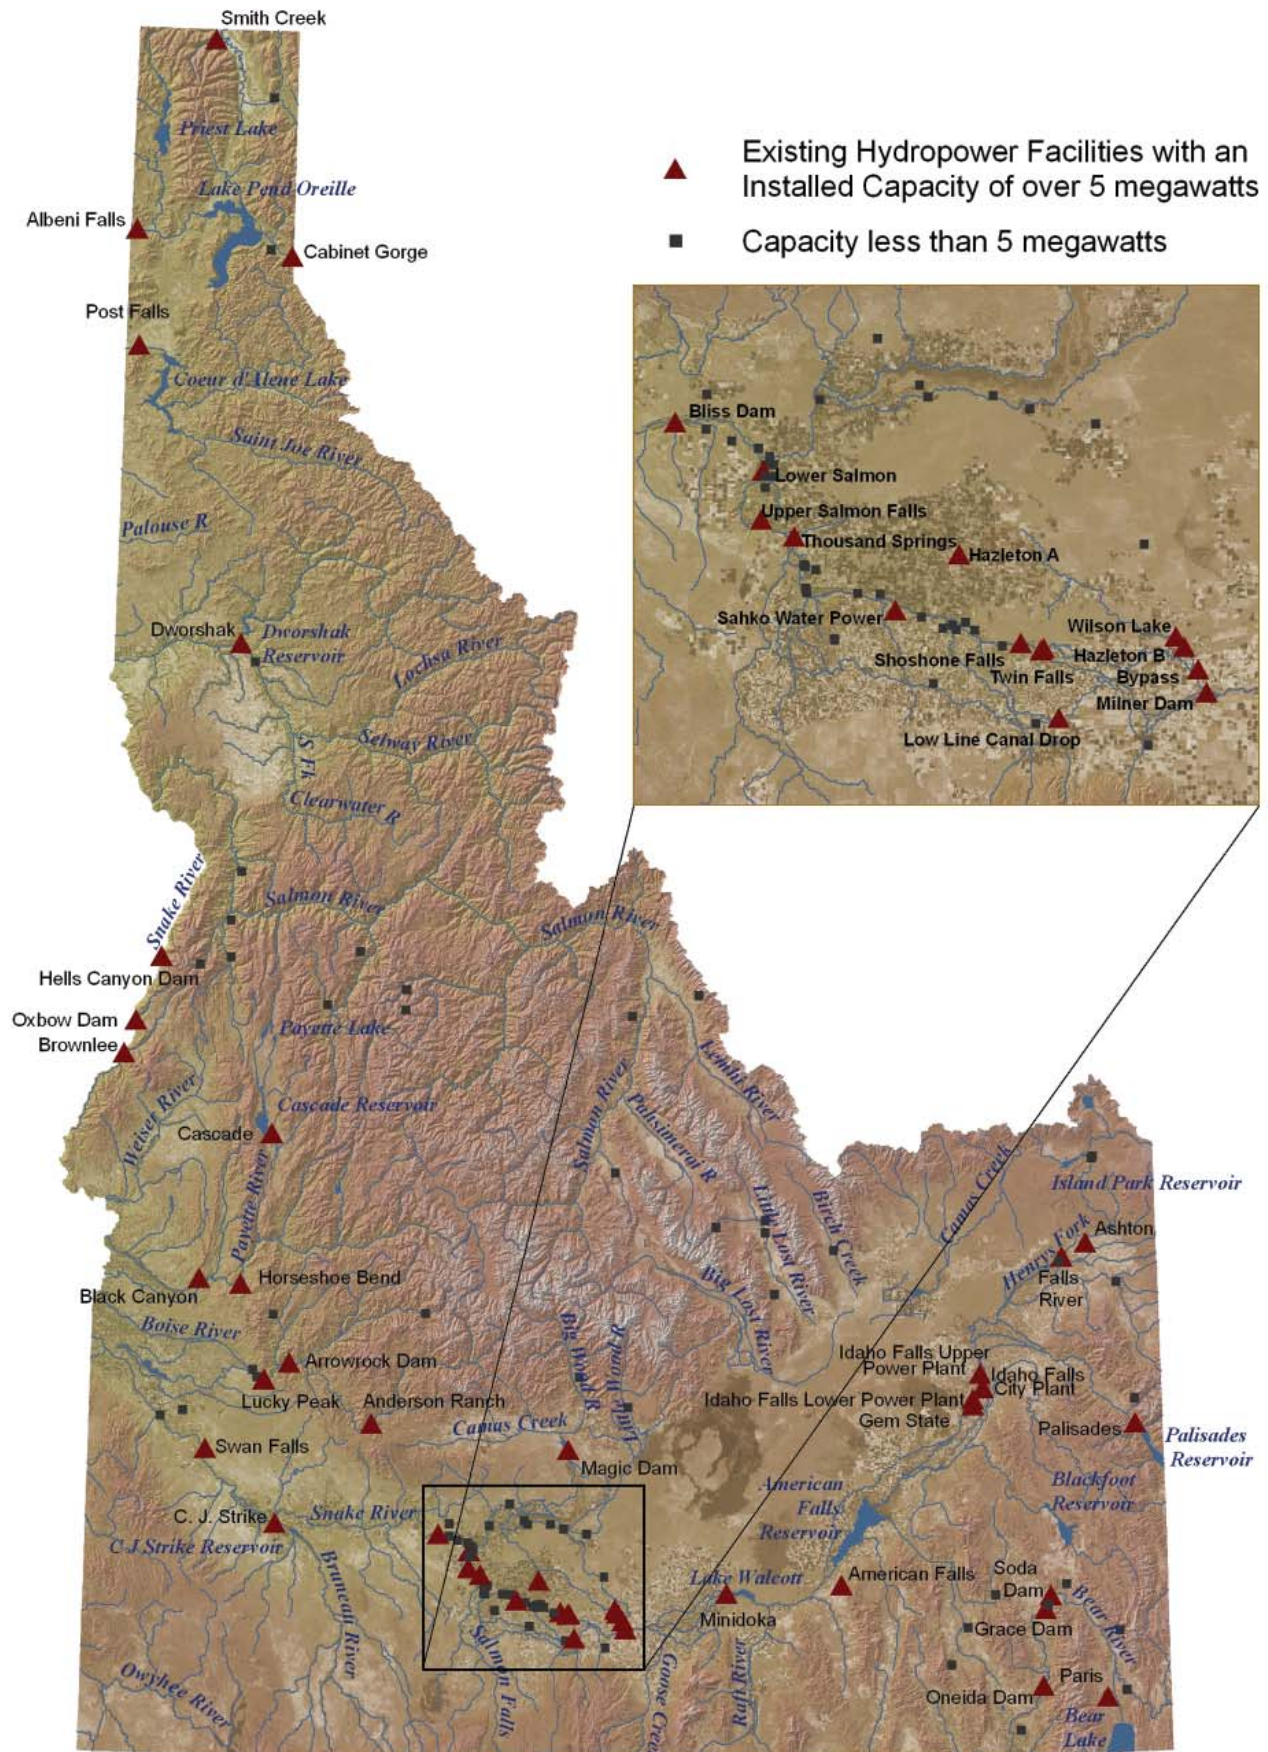 Smith Creek
Priest Lake
Lake Pend Oreille
Albeni Falls
Cabinet Gorge
Post Falls
Coeur d'Alene Lake
Saint Joe River
Palouse R
Dworshak
Dworshak
Reservoir
Lochsa River
Selway River
S Fk
Clearwater R
Existing Hydropower Facilities with an
Installed Capacity of over 5 megawatts
Capacity less than 5 megawatts
Bliss Dam
Lower Salmon
Upper Salmon Falls
Thousand Springs
Hazleton A
Sahko Water Power
Wilson Lake
Shoshone Falls
Hazleton B
Twin Falls
Bypass
Milner Dam
Low Line Canal Drop
Snake River
Salmon River
Salmon River
Hells Canyon Dam
Oxbow Dam
Brownlee
Payette Lake
Lemhi River
Salmon River
Pahsimeroi R
Weiser River
Cascade Reservoir
Cascade
Payette River
Little Lost River
Birch Creek
Camas Creek
Island Park Reservoir
Henrys Fork
Ashton
Falls
River
Black Canyon
Horseshoe Bend
Big Lost River
Boise River
Arrowrock Dam
Lucky Peak
Anderson Ranch
Big Wood R
Little Wood R
Idaho Falls Upper
Power Plant
Idaho Falls
City Plant
Idaho Falls Lower Power Plant
Gem State
Camas Creek
Swan Falls
Magic Dam
Palisades
Palisades
Reservoir
American
Falls
Reservoir
Blackfoot
Reservoir
C. J. Strike
Snake River
C J Strike Reservoir
Bruneau River
Lake Walcott
American Falls
Minidoka
Soda
Dam
Bear River
Grace Dam
Salmon Falls
Goose Cree
Raft River
Owyhee River
Oneida Dam
Paris
Bear
Lake